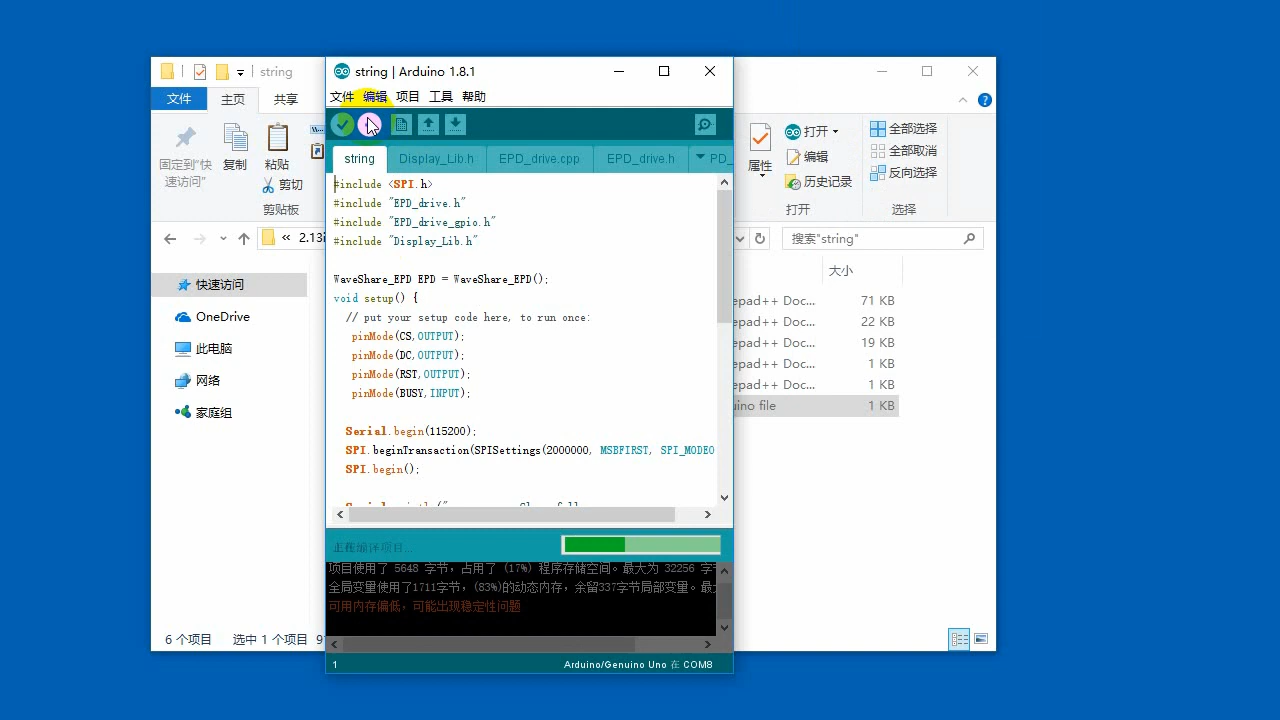 string
文件
主页
共享
固定到"快
速访问"
复制
粘贴
剪切
剪贴板
2.13i
string | Arduino 1.8.1
文件 编辑 项目 工具 帮助
string
Display_Lib.h
EPD_drive.cpp
EPD_drive.h
PD_
#include <SPI.h>
#include "EPD_drive.h"
#include "EPD_drive_gpio.h"
#include "Display_Lib.h"
WaveShare_EPD EPD = WaveShare_EPD();
void setup() {
// put your setup code here, to run once:
pinMode(CS,OUTPUT);
pinMode(DC,OUTPUT);
pinMode(RST,OUTPUT);
pinMode(BUSY,INPUT);
Serial.begin(115200);
SPI.beginTransaction(SPISettings(2000000, MSBFIRST, SPI_MODE0
SPI.begin();
正在编译项目...
项目使用了 5648 字节，占用了 (17%) 程序存储空间。最大为 32256 字
全局变量使用了1711字节，(83%)的动态内存，余留337字节局部变量。最
可用内存偏低，可能出现稳定性问题
1
Arduino/Genuino Uno 在 COM8
属性
打开
编辑
历史记录
打开
全部选择
全部取消
反向选择
选择
搜索"string"
大小
epad++ Doc... 71 KB
epad++ Doc... 22 KB
epad++ Doc... 19 KB
epad++ Doc... 1 KB
epad++ Doc... 1 KB
uino file 1 KB
快速访问
OneDrive
此电脑
网络
家庭组
6 个项目 选中 1 个项目 9